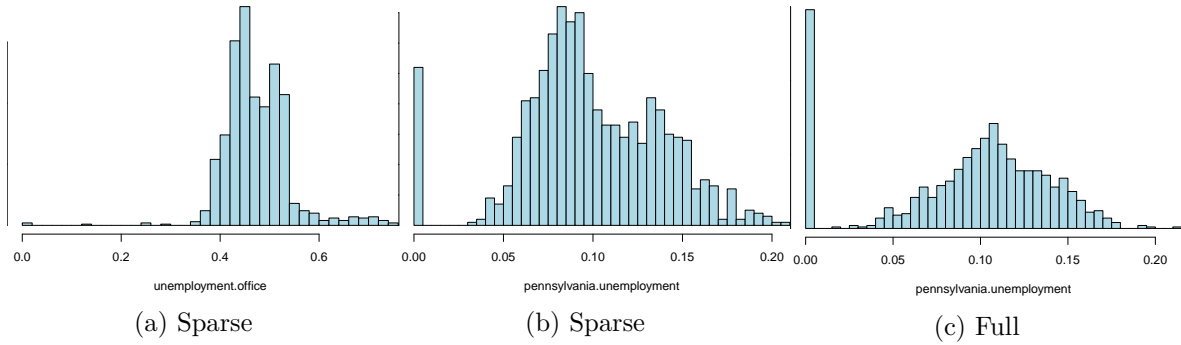 0.0 0.2 0.4 0.6
unemployment.office
(a) Sparse
0.00 0.05 0.10 0.15 0.20
pennsylvania.unemployment
(b) Sparse
0.00 0.05 0.10 0.15 0.20
pennsylvania.unemployment
(c) Full